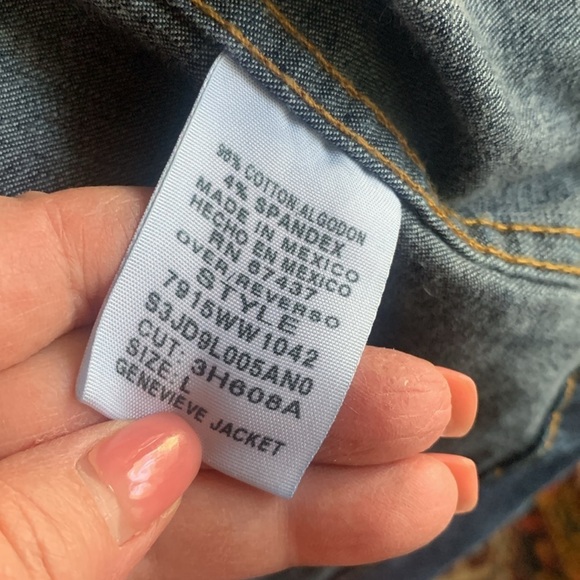 96% COTTON ALGODON
4% SPANDEX
MADE IN MEXICO
HECHO EN MEXICO
RN 67437
OVER/REVERSO
STYLE
7915WW1042
S3JD9L005AN0
CUT: 3H608A
SIZE: L
GENEVIEVE JACKET